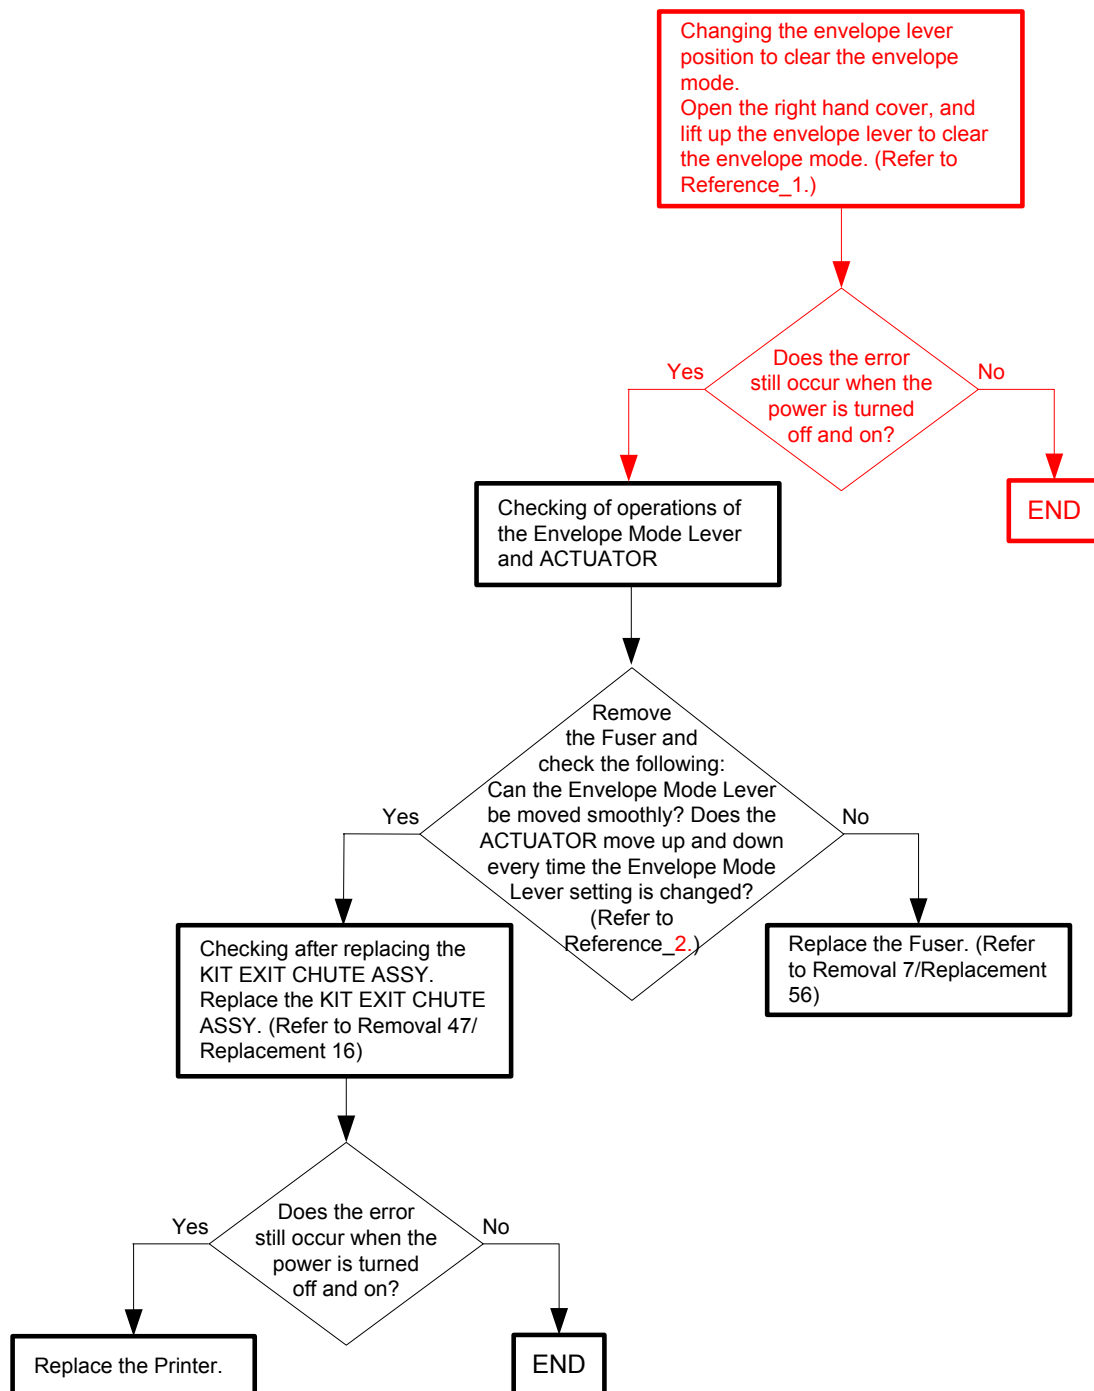 Changing the envelope lever
position to clear the envelope
mode.
Open the right hand cover, and
lift up the envelope lever to clear
the envelope mode. (Refer to
Reference_1.)
Does the error
still occur when the
power is turned
off and on?
Yes
No
END
Checking of operations of
the Envelope Mode Lever
and ACTUATOR
Remove
the Fuser and
check the following:
Can the Envelope Mode Lever
be moved smoothly? Does the
ACTUATOR move up and down
every time the Envelope Mode
Lever setting is changed?
(Refer to
Reference_2.)
Yes
No
Checking after replacing the
KIT EXIT CHUTE ASSY.
Replace the KIT EXIT CHUTE
ASSY. (Refer to Removal 47/
Replacement 16)
Replace the Fuser. (Refer
to Removal 7/Replacement
56)
Does the error
still occur when the
power is turned
off and on?
Yes
No
Replace the Printer.
END